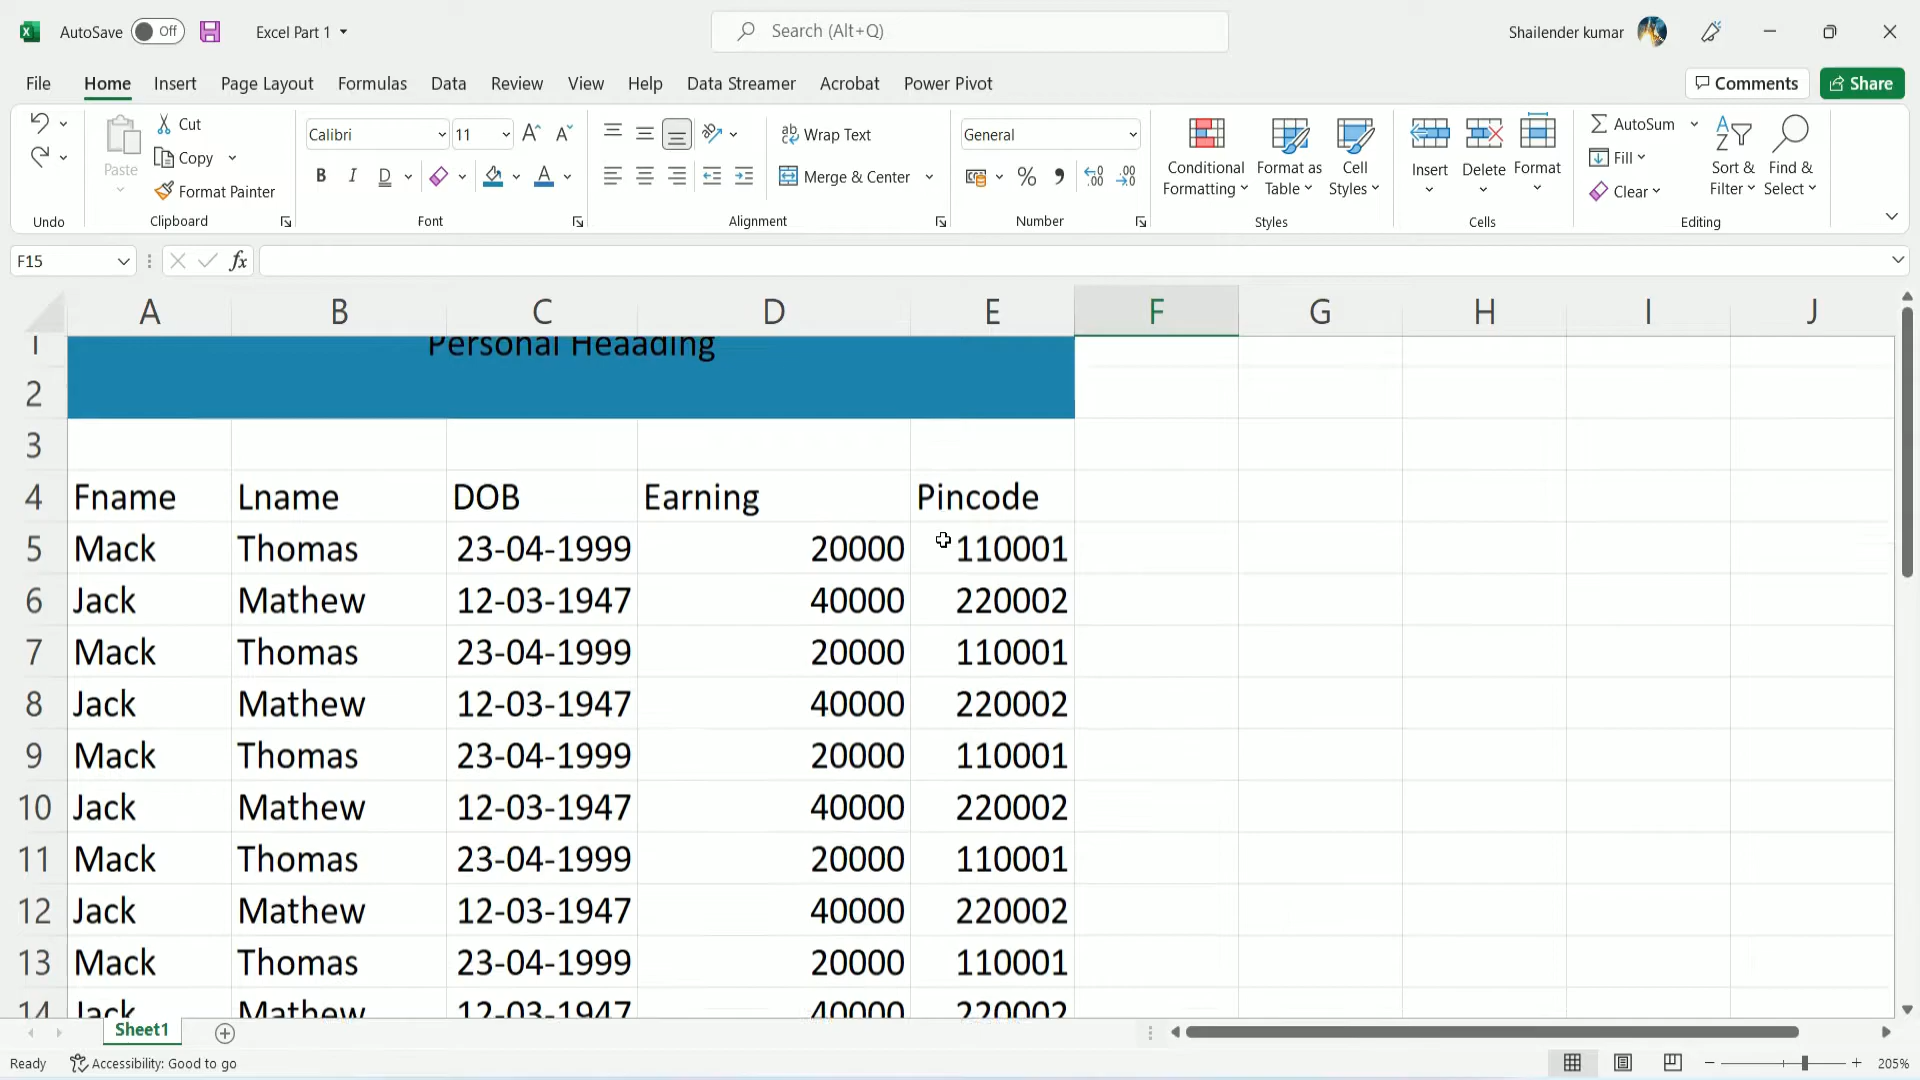 AutoSave Off Excel Part 1 Search (Alt+Q) Shailender kumar
File Home Insert Page Layout Formulas Data Review View Help Data Streamer Acrobat Power Pivot Comments Share
Paste Cut Copy Format Painter
Calibri 11
B I D A
Wrap Text
Merge & Center
General
% 9
Conditional Formatting Format as Table Cell Styles
Insert Delete Format
AutoSum Fill Clear
Sort & Filter Find & Select
Undo Clipboard Font Alignment Number Styles Cells Editing
F15 fx
A B C D E F G H I J
1 Personal Heaading
2
3
4 Fname Lname DOB Earning Pincode
5 Mack Thomas 23-04-1999 20000 110001
6 Jack Mathew 12-03-1947 40000 220002
7 Mack Thomas 23-04-1999 20000 110001
8 Jack Mathew 12-03-1947 40000 220002
9 Mack Thomas 23-04-1999 20000 110001
10 Jack Mathew 12-03-1947 40000 220002
11 Mack Thomas 23-04-1999 20000 110001
12 Jack Mathew 12-03-1947 40000 220002
13 Mack Thomas 23-04-1999 20000 110001
14 Jack Mathew 12-03-1947 40000 220002
Sheet1
Ready Accessibility: Good to go 205%